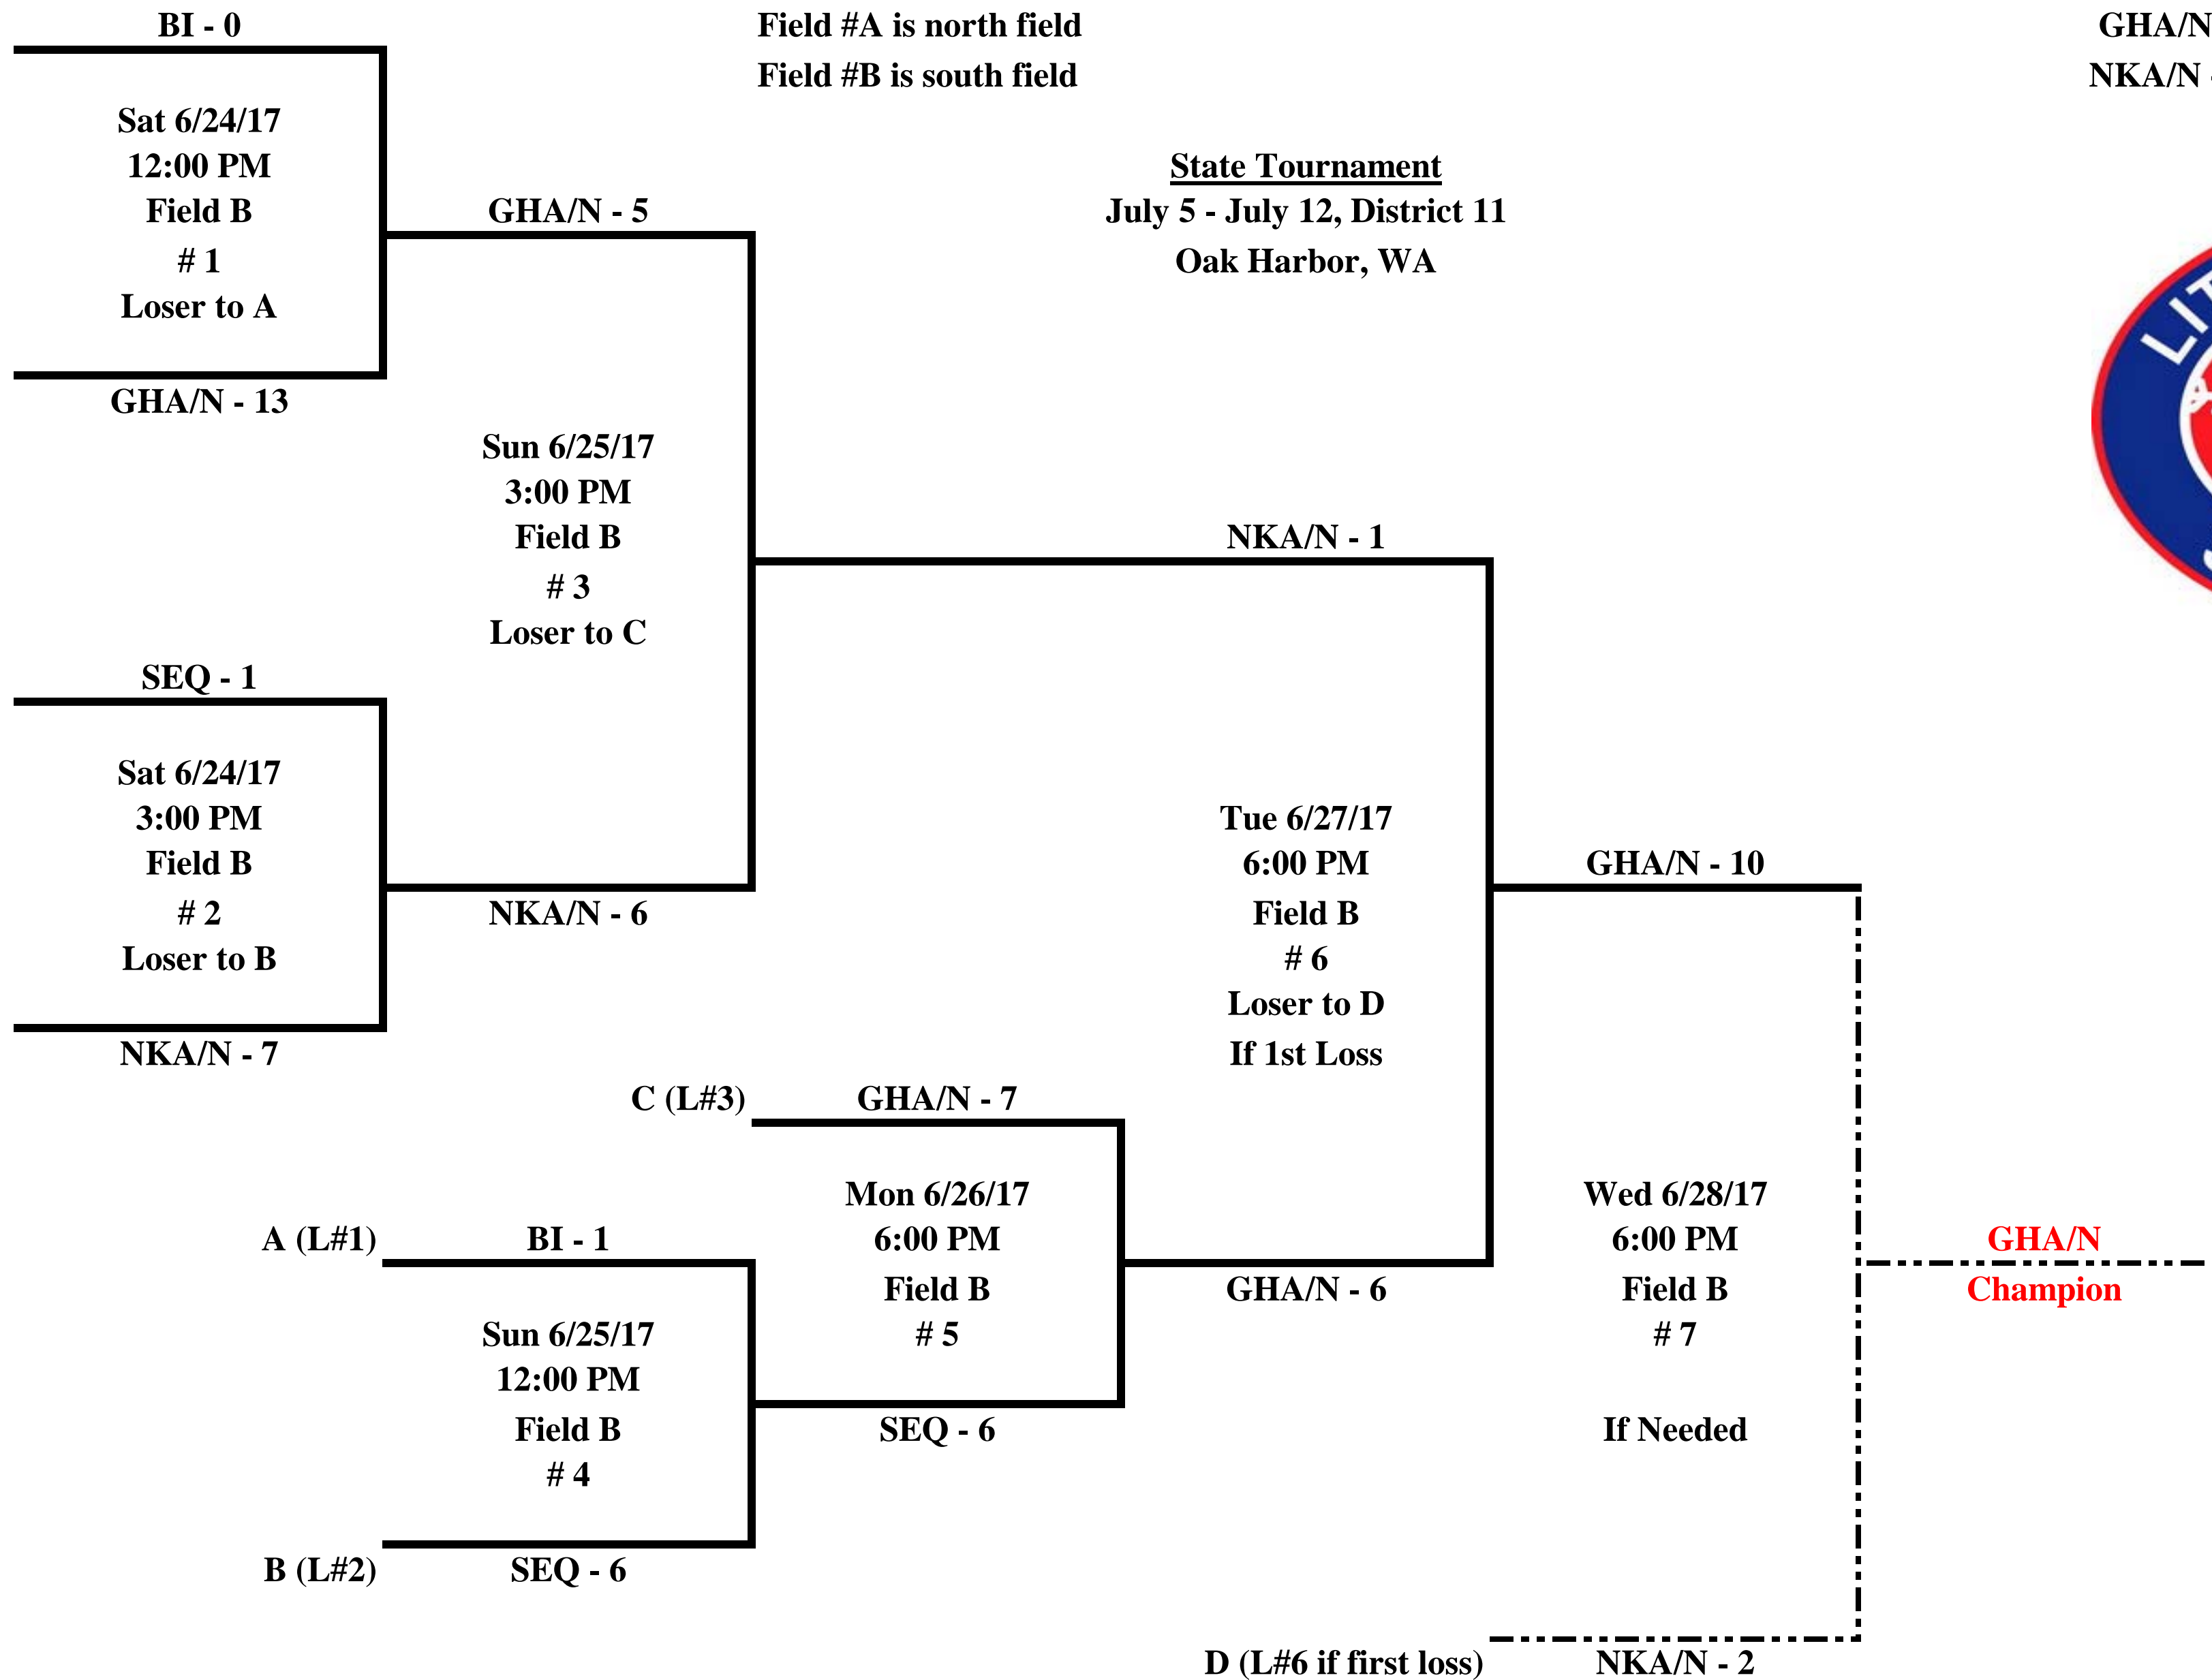 BI - 0
Field #A is north field
GHA/N
Field #B is south field
NKA/N
Sat 6/24/17
12:00 PM
Field B
# 1
Loser to A
GHA/N - 13
GHA/N - 5
State Tournament
July 5 - July 12, District 11
Oak Harbor, WA
Sun 6/25/17
3:00 PM
Field B
# 3
Loser to C
NKA/N - 1
SEQ - 1
Sat 6/24/17
3:00 PM
Field B
# 2
Loser to B
NKA/N - 7
NKA/N - 6
Tue 6/27/17
6:00 PM
Field B
# 6
Loser to D
If 1st Loss
GHA/N - 10
C (L#3)
GHA/N - 7
Mon 6/26/17
6:00 PM
Field B
# 5
A (L#1)
BI - 1
Sun 6/25/17
12:00 PM
Field B
# 4
SEQ - 6
GHA/N - 6
Wed 6/28/17
6:00 PM
Field B
# 7
If Needed
GHA/N
Champion
B (L#2)
SEQ - 6
D (L#6 if first loss)
NKA/N - 2